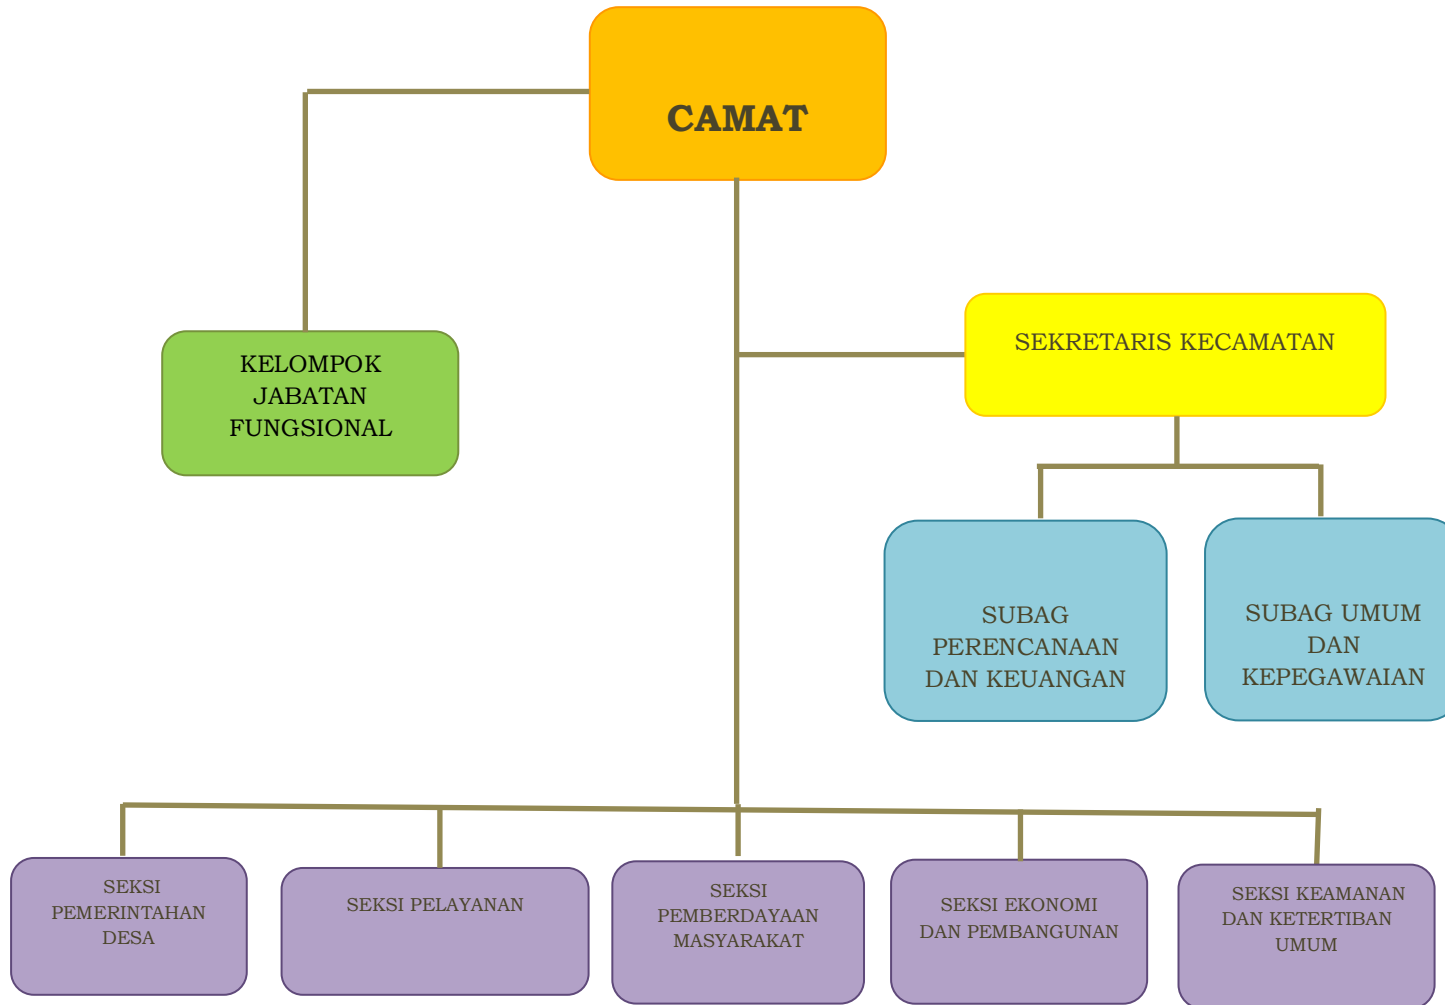 CAMAT
KELOMPOK
JABATAN
FUNGSIONAL
SEKRETARIS KECAMATAN
SUBAG
PERENCANAAN
DAN KEUANGAN
SUBAG UMUM
DAN
KEPEGAWAIAN
SEKSI
PEMERINTAHAN
DESA
SEKSI PELAYANAN
SEKSI
PEMBERDAYAAN
MASYARAKAT
SEKSI EKONOMI
DAN PEMBANGUNAN
SEKSI KEAMANAN
DAN KETERTIBAN
UMUM